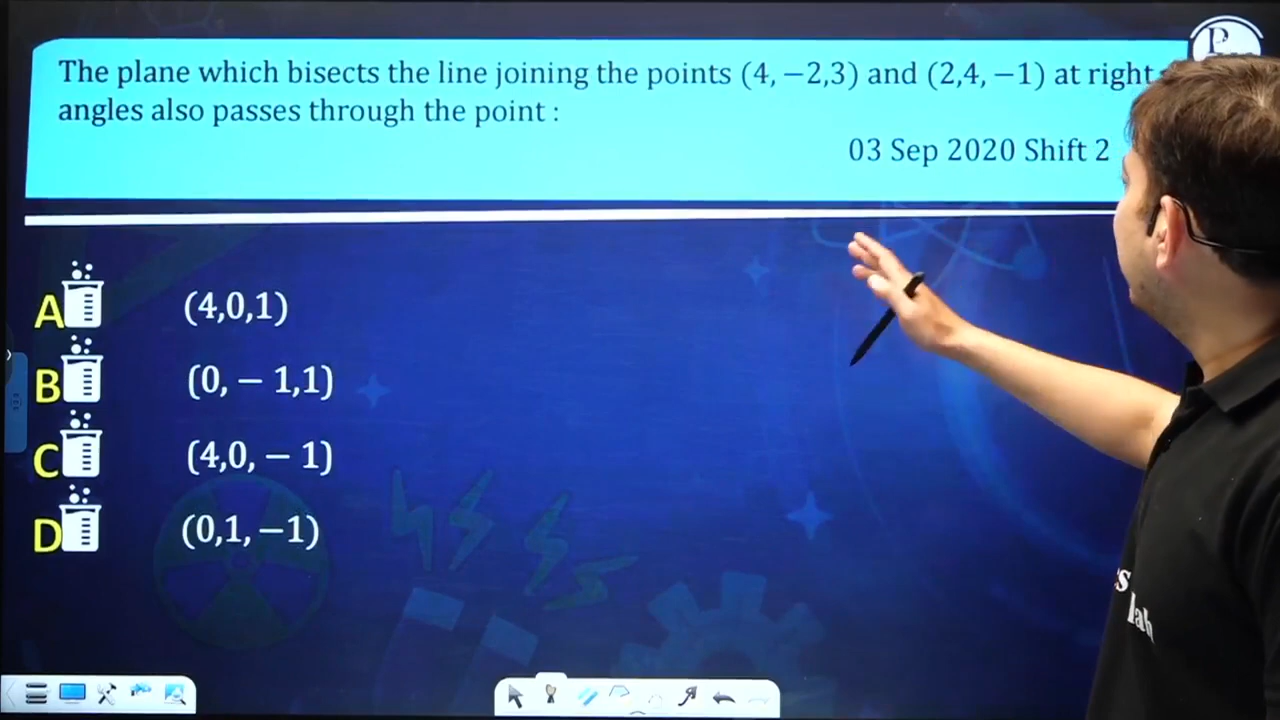 The plane which bisects the line joining the points (4, −2,3) and (2,4, −1) at right
angles also passes through the point :
03 Sep 2020 Shift 2
A (4,0,1)
B (0, − 1,1)
C (4,0, − 1)
D (0,1, −1)